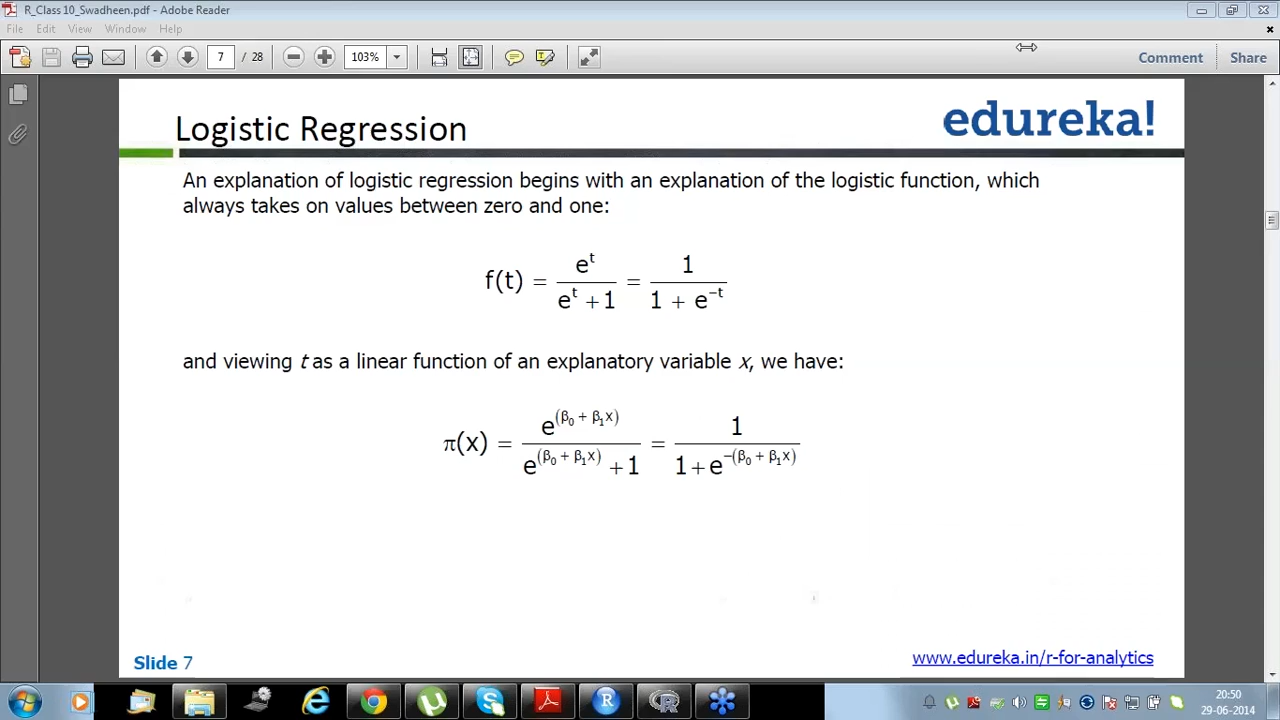 R_Class 10_Swadheen.pdf - Adobe Reader
File Edit View Window Help
7 / 28 103% Comment Share
Logistic Regression
edureka!
An explanation of logistic regression begins with an explanation of the logistic function, which
always takes on values between zero and one:
f(t) = e^t / (e^t + 1) = 1 / (1 + e^−t)
and viewing t as a linear function of an explanatory variable x, we have:
π(x) = e^(β₀ + β₁x) / (e^(β₀ + β₁x) + 1) = 1 / (1 + e^−(β₀ + β₁x))
Slide 7
www.edureka.in/r-for-analytics
20:50
29-06-2014